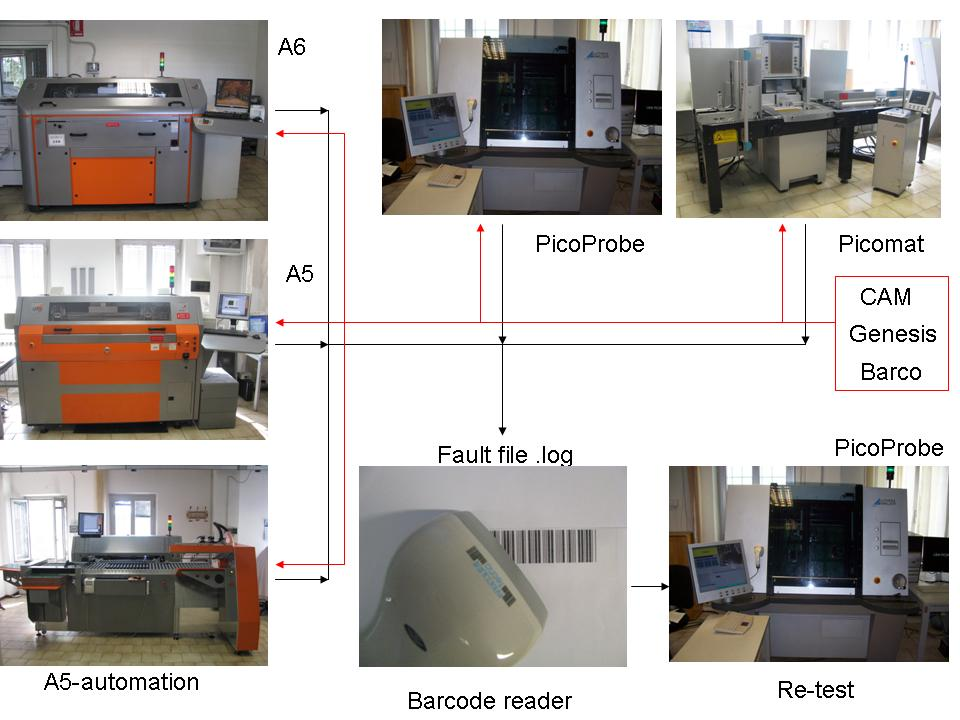 A6
PicoProbe
Picomat
A5
CAM
Genesis
Barco
Fault file .log
PicoProbe
A5-automation
Barcode reader
Re-test